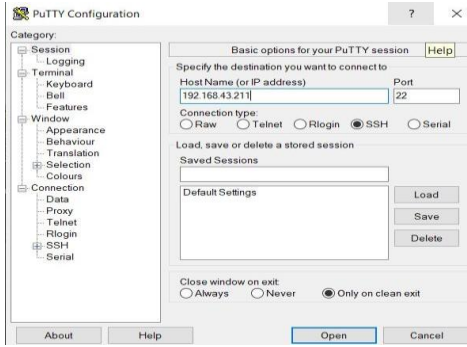 PuTTY Configuration
?
Category:
Session
Logging
Terminal
Keyboard
Bell
Features
Window
Appearance
Behaviour
Translation
Selection
Colours
Connection
Data
Proxy
Telnet
Rlogin
SSH
Serial
Basic options for your PuTTY session
Help
Specify the destination you want to connect to
Host Name (or IP address) Port
192.168.43.211 22
Connection type:
Raw Telnet Rlogin SSH Serial
Load, save or delete a stored session
Saved Sessions
Default Settings
Load
Save
Delete
Close window on exit:
Always Never Only on clean exit
About Help Open Cancel